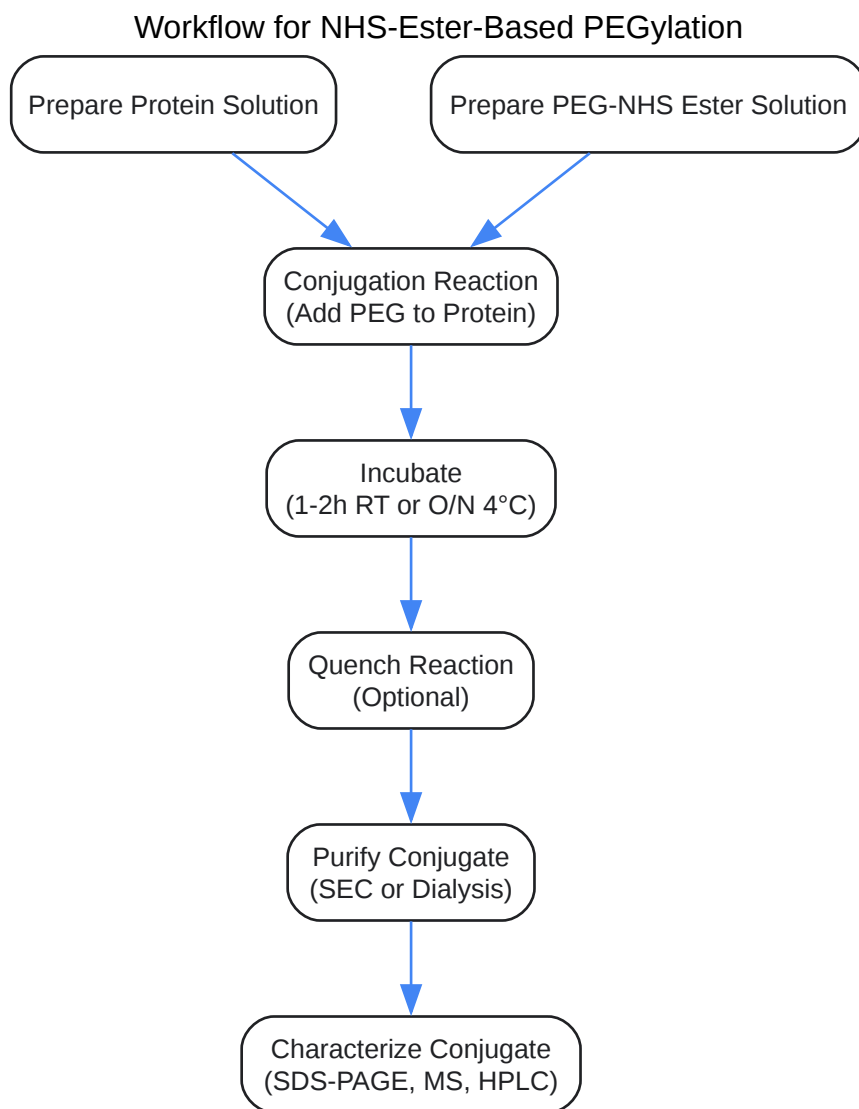 Workflow for NHS-Ester-Based PEGylation
Prepare Protein Solution
Prepare PEG-NHS Ester Solution
Conjugation Reaction
(Add PEG to Protein)
Incubate
(1-2h RT or O/N 4°C)
Quench Reaction
(Optional)
Purify Conjugate
(SEC or Dialysis)
Characterize Conjugate
(SDS-PAGE, MS, HPLC)